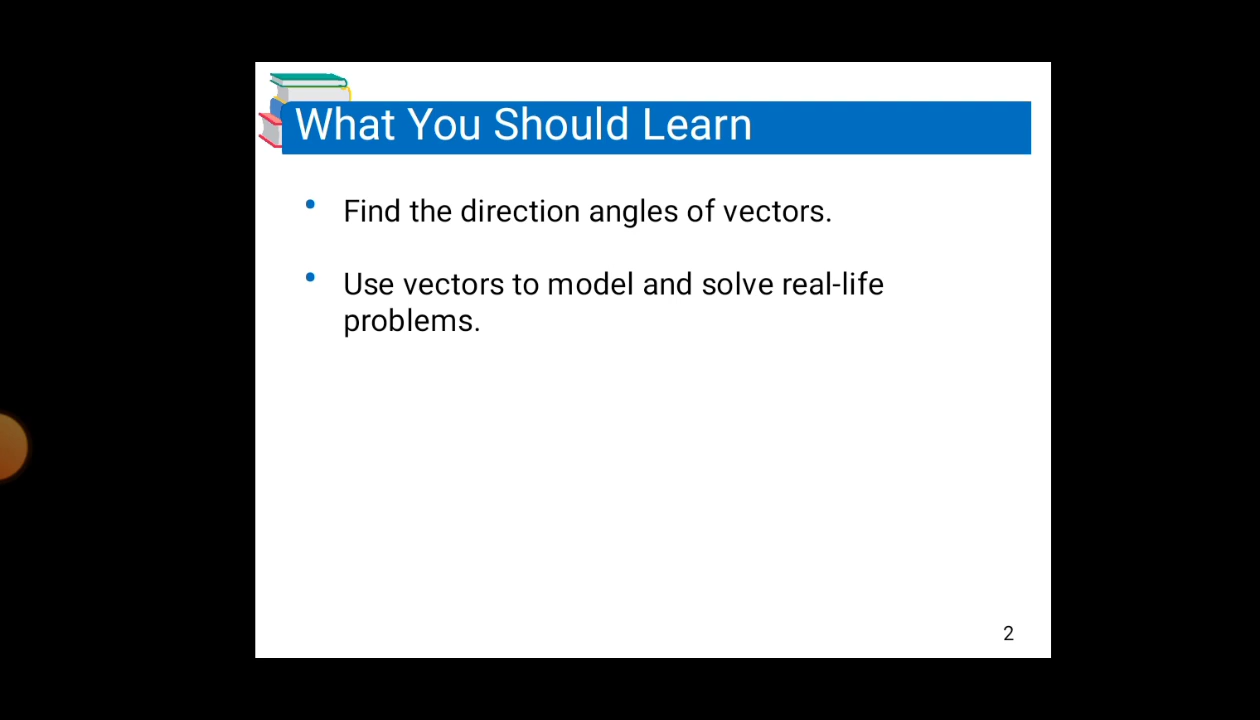 What You Should Learn
• Find the direction angles of vectors.
• Use vectors to model and solve real-life
problems.
2